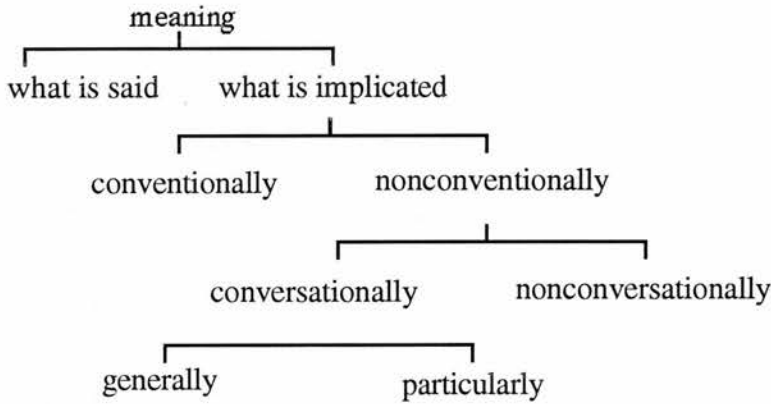 meaning
what is said what is implicated
conventionally nonconventionally
conversationally nonconversationally
generally particularly